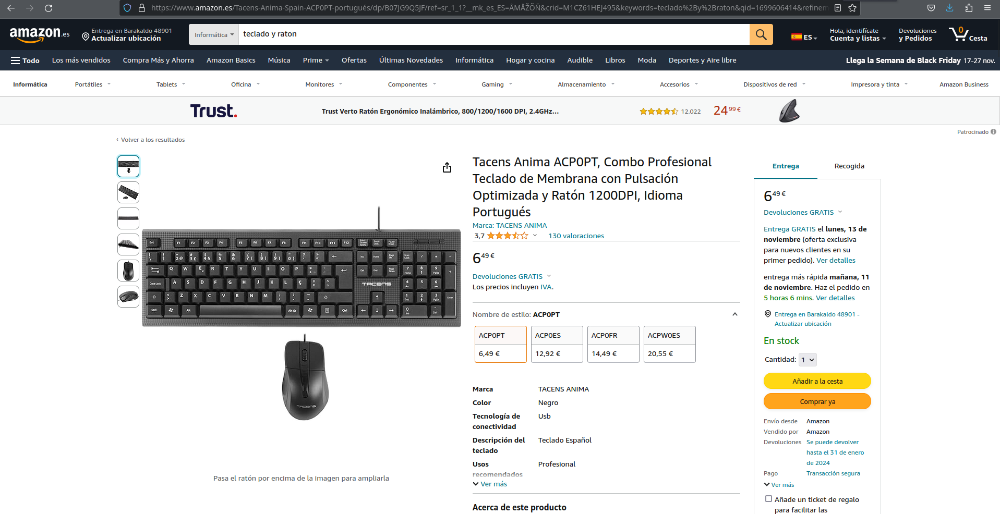 https://www.amazon.es/Tacens-Anima-Spain-ACP0PT-portugués/dp/B07JG9Q5JF/ref=sr_1_1?__mk_es_ES=ÅMÅŽÕÑ&crid=M1CZ61HEJ495&keywords=teclado%2By%2Braton&qid=1699606414&refinem
amazon.es
Entrega en Barakaldo 48901
Actualizar ubicación
Informática
teclado y raton
ES
Hola, identifícate
Cuenta y listas
Devoluciones
y Pedidos
0
Cesta
Todo
Los más vendidos
Compra Más y Ahorra
Amazon Basics
Música
Prime
Ofertas
Últimas Novedades
Informática
Hogar y cocina
Audible
Libros
Moda
Deportes y Aire libre
Llega la Semana de Black Friday 17-27 nov.
Informática
Portátiles
Tablets
Oficina
Monitores
Componentes
Gaming
Almacenamiento
Accesorios
Dispositivos de red
Impresora y tinta
Amazon Business
Trust.
Trust Verto Ratón Ergonómico Inalámbrico, 800/1200/1600 DPI, 2.4GHz...
12.022
24 99 €
Patrocinado
‹ Volver a los resultados
TACENS
TACENS
Pasa el ratón por encima de la imagen para ampliarla
Tacens Anima ACP0PT, Combo Profesional
Teclado de Membrana con Pulsación
Optimizada y Ratón 1200DPI, Idioma
Portugués
Marca: TACENS ANIMA
3,7
130 valoraciones
6 49 €
Devoluciones GRATIS
Los precios incluyen IVA.
Nombre de estilo: ACP0PT
ACP0PT
6,49 €
ACP0ES
12,92 €
ACP0FR
14,49 €
ACPW0ES
20,55 €
Marca TACENS ANIMA
Color Negro
Tecnología de Usb
conectividad
Descripción del Teclado Español
teclado
Usos Profesional
recomendados
Ver más
Acerca de este producto
Entrega
Recogida
6 49 €
Devoluciones GRATIS
Entrega GRATIS el lunes, 13 de
noviembre (oferta exclusiva
para nuevos clientes en su
primer pedido). Ver detalles
entrega más rápida mañana, 11
de noviembre. Haz el pedido en
5 horas 6 mins. Ver detalles
Entrega en Barakaldo 48901 -
Actualizar ubicación
En stock
Cantidad: 1
Añadir a la cesta
Comprar ya
Envío desde Amazon
Vendido por Amazon
Devoluciones Se puede devolver
hasta el 31 de enero
de 2024
Pago Transacción segura
Ver más
Añade un ticket de regalo
para facilitar las